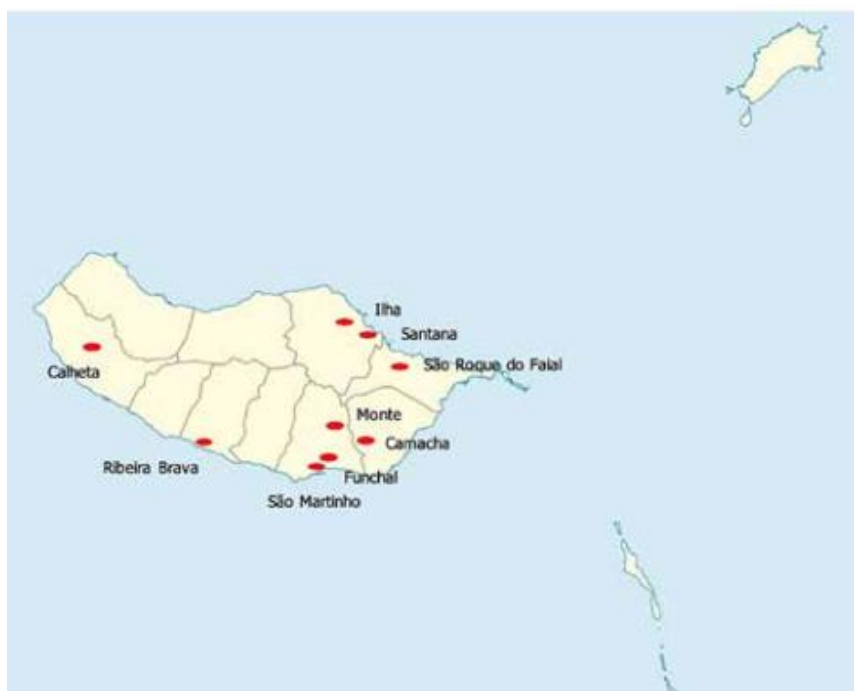 Ilha
Santana
São Roque do Faial
Calheta
Monte
Camacha
Ribeira Brava
Funchal
São Martinho